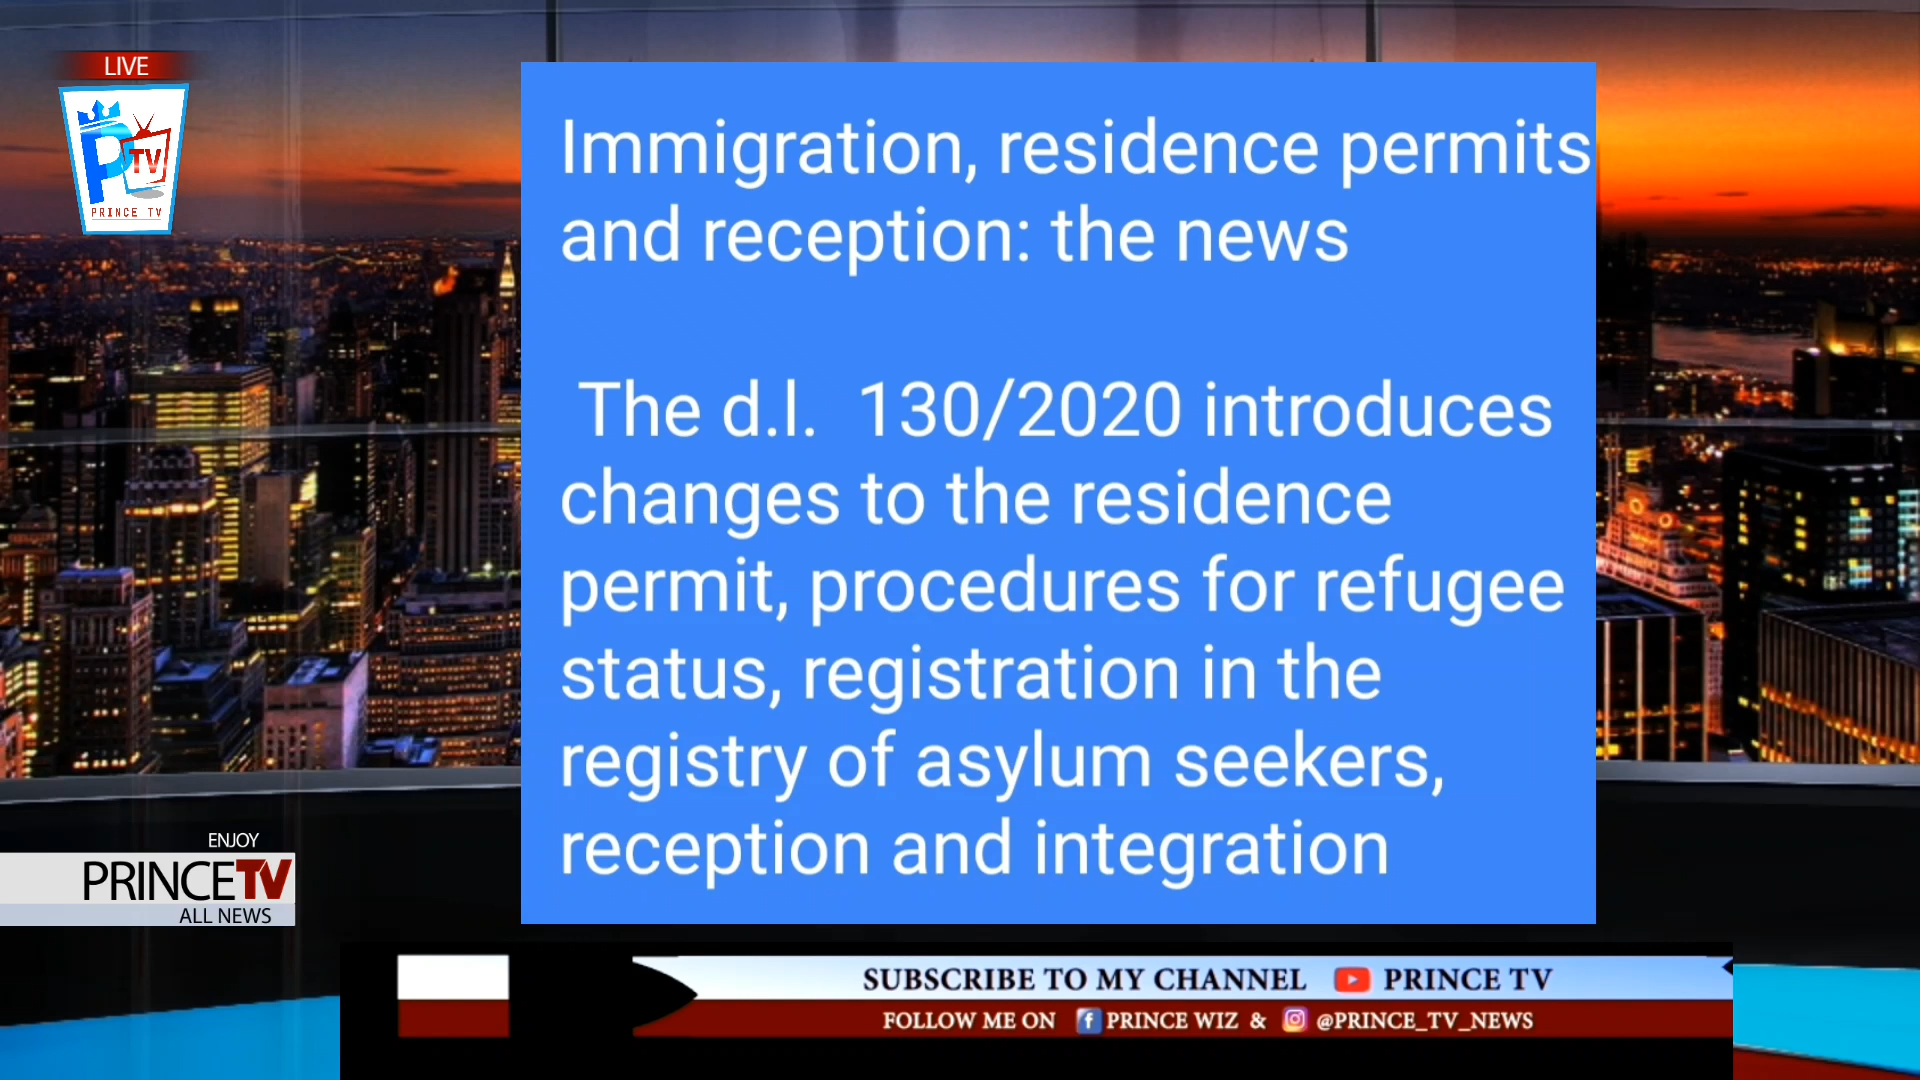 LIVE
P TV
PRINCE TV
Immigration, residence permits
and reception: the news
The d.l.  130/2020 introduces
changes to the residence
permit, procedures for refugee
status, registration in the
registry of asylum seekers,
reception and integration
ENJOY
PRINCETV
ALL NEWS
SUBSCRIBE TO MY CHANNEL PRINCE TV
FOLLOW ME ON f PRINCE WIZ & @PRINCE_TV_NEWS